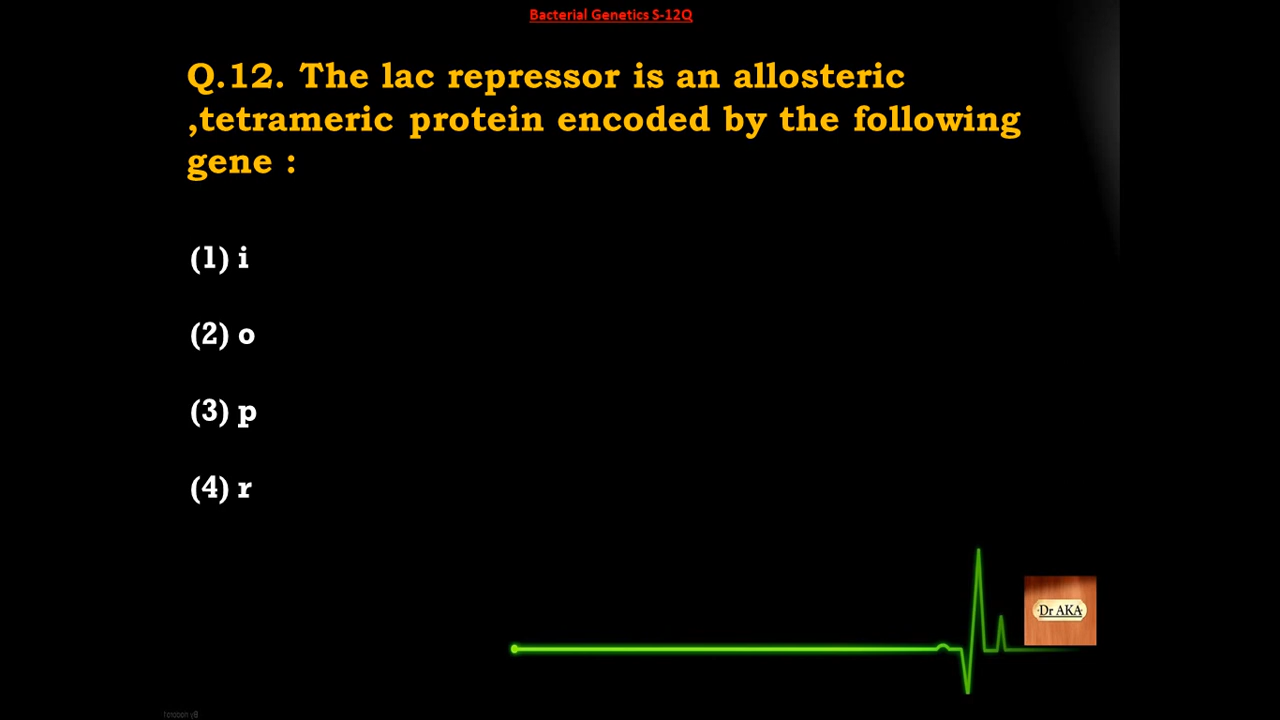 Bacterial Genetics S-12Q
Q.12. The lac repressor is an allosteric
,tetrameric protein encoded by the following
gene :
(1) i
(2) o
(3) p
(4) r
Dr AKA